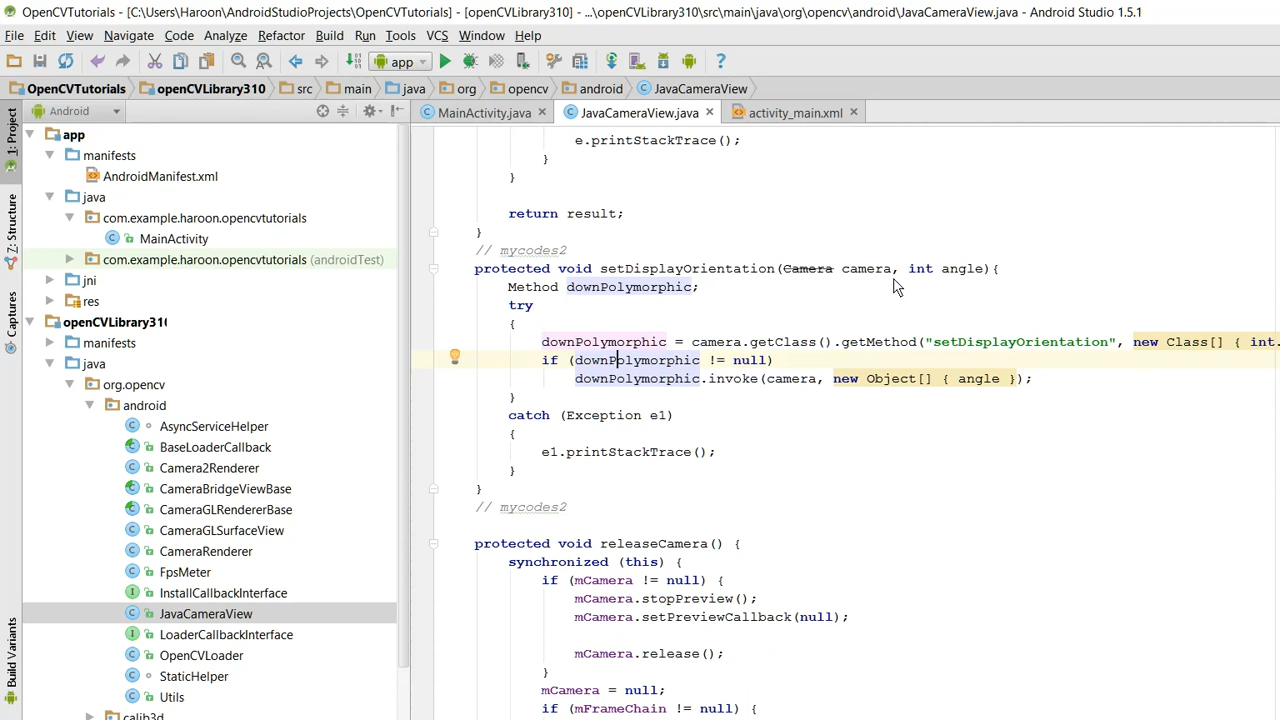 OpenCVTutorials - [C:\Users\Haroon\AndroidStudioProjects\OpenCVTutorials] - [openCVLibrary310] - ...\openCVLibrary310\src\main\java\org\opencv\android\JavaCameraView.java - Android Studio 1.5.1
File Edit View Navigate Code Analyze Refactor Build Run Tools VCS Window Help
app
OpenCVTutorials openCVLibrary310 src main java org opencv android JavaCameraView
Android
MainActivity.java JavaCameraView.java activity_main.xml
1: Project
Z: Structure
Captures
Build Variants
app
manifests
AndroidManifest.xml
java
com.example.haroon.opencvtutorials
MainActivity
com.example.haroon.opencvtutorials (androidTest)
jni
res
openCVLibrary310
manifests
java
org.opencv
android
AsyncServiceHelper
BaseLoaderCallback
Camera2Renderer
CameraBridgeViewBase
CameraGLRendererBase
CameraGLSurfaceView
CameraRenderer
FpsMeter
InstallCallbackInterface
JavaCameraView
LoaderCallbackInterface
OpenCVLoader
StaticHelper
Utils
calib3d
e.printStackTrace();
}
}
return result;
}
// mycodes2
protected void setDisplayOrientation(Camera camera, int angle){
Method downPolymorphic;
try
{
downPolymorphic = camera.getClass().getMethod("setDisplayOrientation", new Class[] { int.
if (downPolymorphic != null)
downPolymorphic.invoke(camera, new Object[] { angle });
}
catch (Exception e1)
{
e1.printStackTrace();
}
}
// mycodes2
protected void releaseCamera() {
synchronized (this) {
if (mCamera != null) {
mCamera.stopPreview();
mCamera.setPreviewCallback(null);
mCamera.release();
}
mCamera = null;
if (mFrameChain != null) {